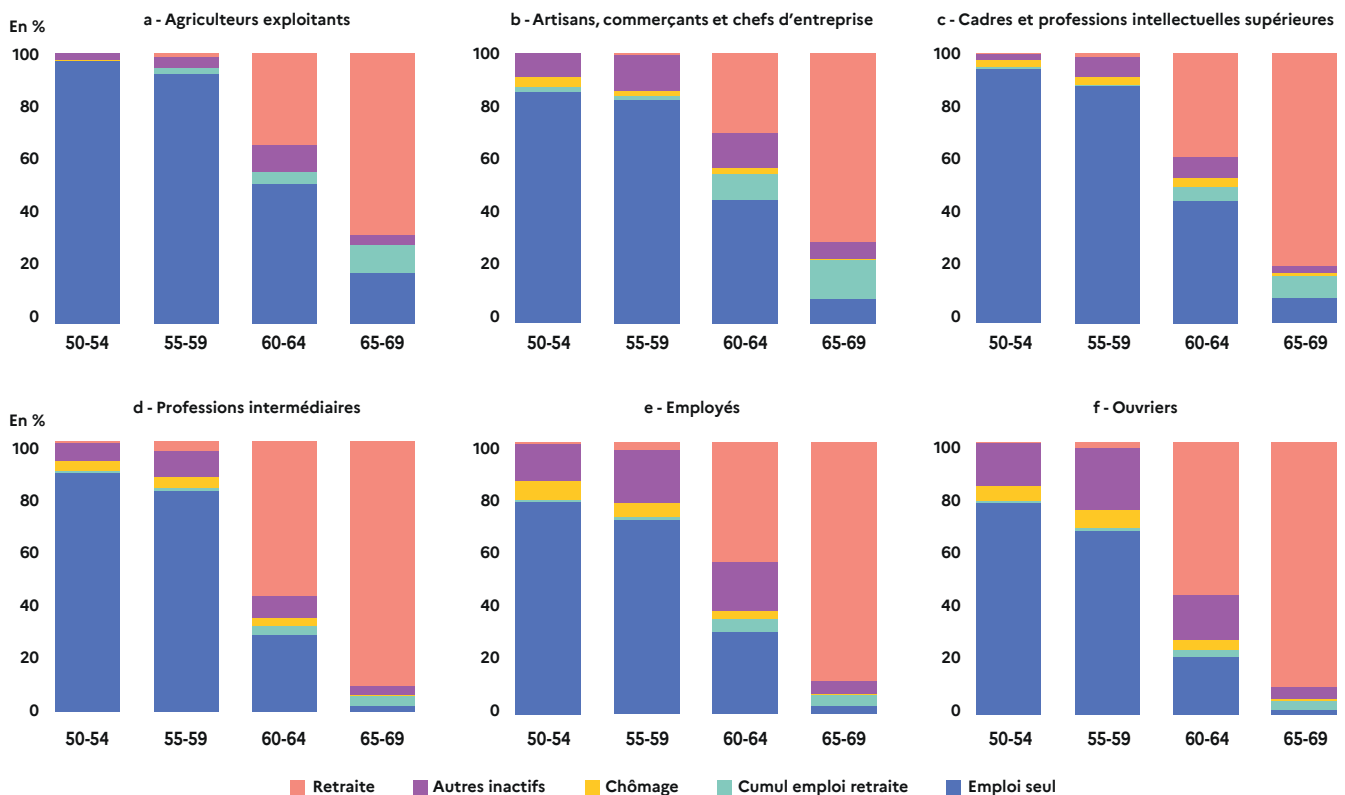 En %
a - Agriculteurs exploitants
b - Artisans, commerçants et chefs d'entreprise
c - Cadres et professions intellectuelles supérieures
100 100 100
80 80 80
60 60 60
40 40 40
20 20 20
0 0 0
50-54 55-59 60-64 65-69 50-54 55-59 60-64 65-69 50-54 55-59 60-64 65-69
En %
d - Professions intermédiaires
e - Employés
f - Ouvriers
100 100 100
80 80 80
60 60 60
40 40 40
20 20 20
0 0 0
50-54 55-59 60-64 65-69 50-54 55-59 60-64 65-69 50-54 55-59 60-64 65-69
Retraite Autres inactifs Chômage Cumul emploi retraite Emploi seul